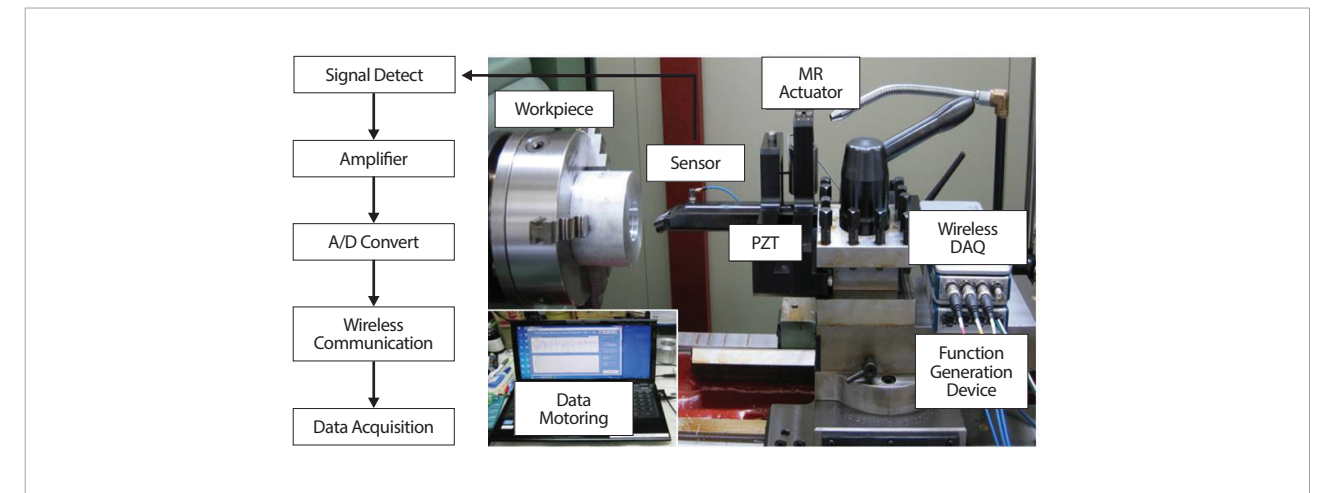 Signal Detect
Amplifier
A/D Convert
Wireless
Communication
Data Acquisition
Workpiece
Sensor
MR
Actuator
PZT
Wireless
DAQ
Function
Generation
Device
Data
Motoring